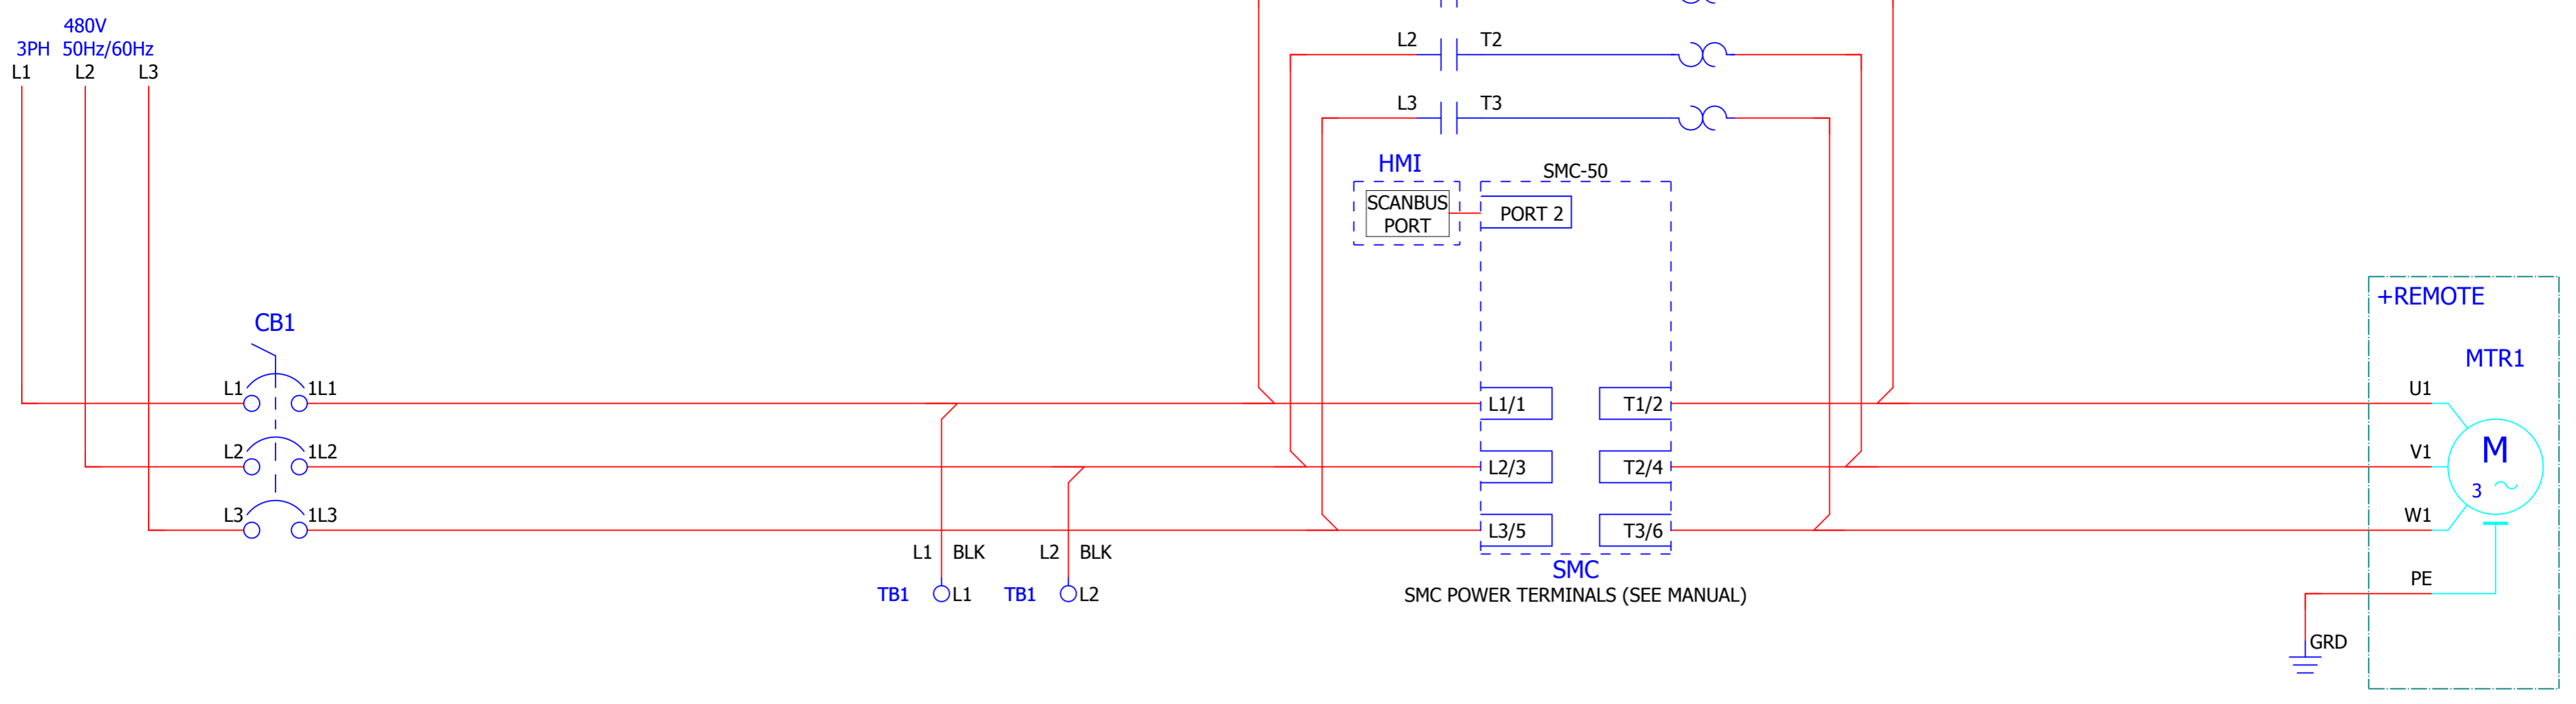 480V
3PH 50Hz/60Hz
L1 L2 L3
L2 T2
L3 T3
HMI
SCANBUS
PORT
SMC-50
PORT 2
CB1
L1 1L1
L2 1L2
L3 1L3
L1 BLK
L2 BLK
TB1 L1
TB1 L2
L1/1 T1/2
L2/3 T2/4
L3/5 T3/6
SMC
SMC POWER TERMINALS (SEE MANUAL)
+REMOTE
MTR1
U1
V1
W1
M
3 ~
PE
GRD